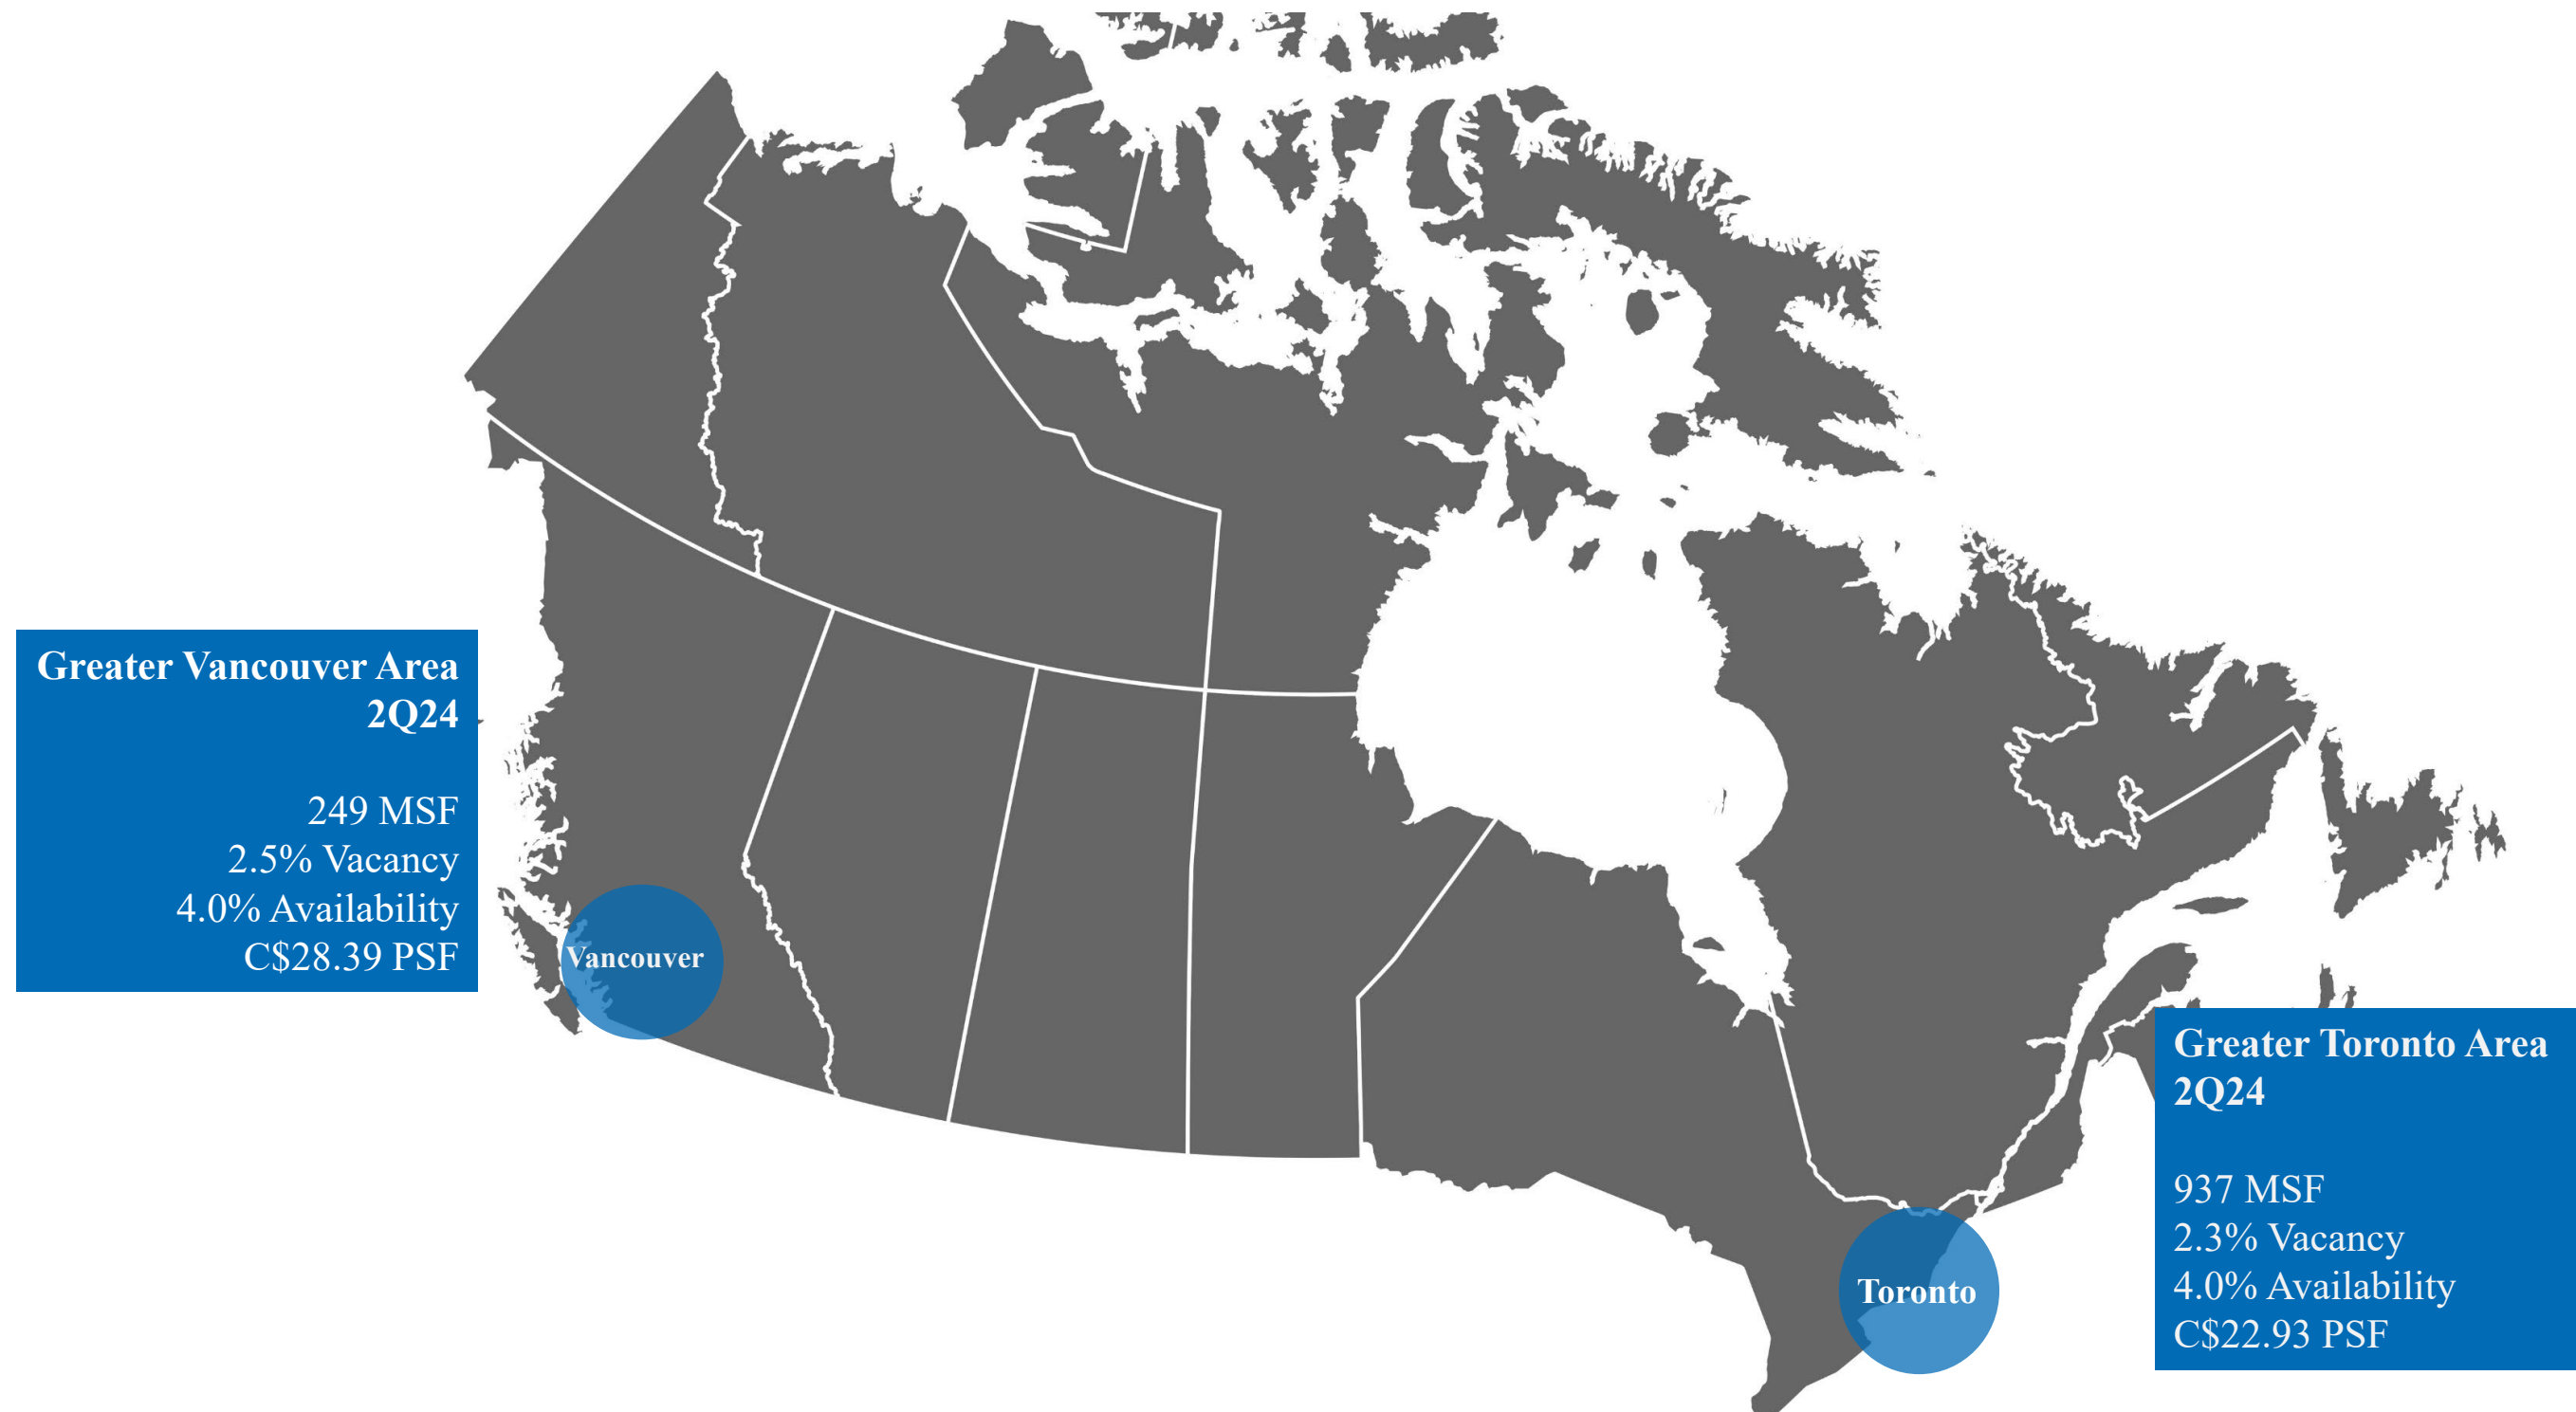 Greater Vancouver Area
2Q24
249 MSF
2.5% Vacancy
4.0% Availability
C$28.39 PSF
Vancouver
Greater Toronto Area
2Q24
937 MSF
2.3% Vacancy
4.0% Availability
C$22.93 PSF
Toronto